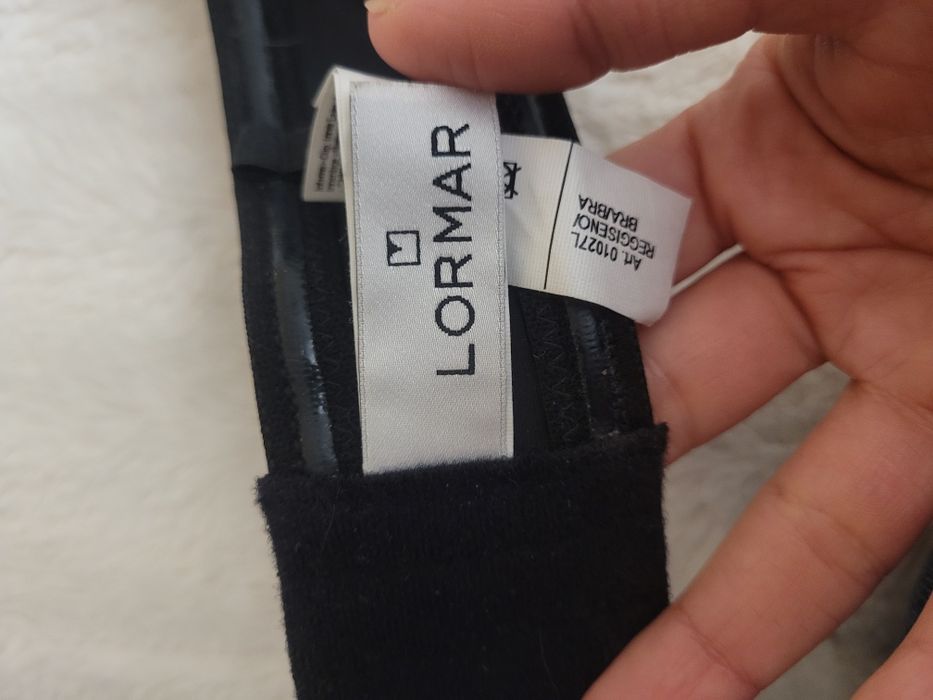 LORMAR
Art. 01027L
REGGISENO/
BRA/BRA